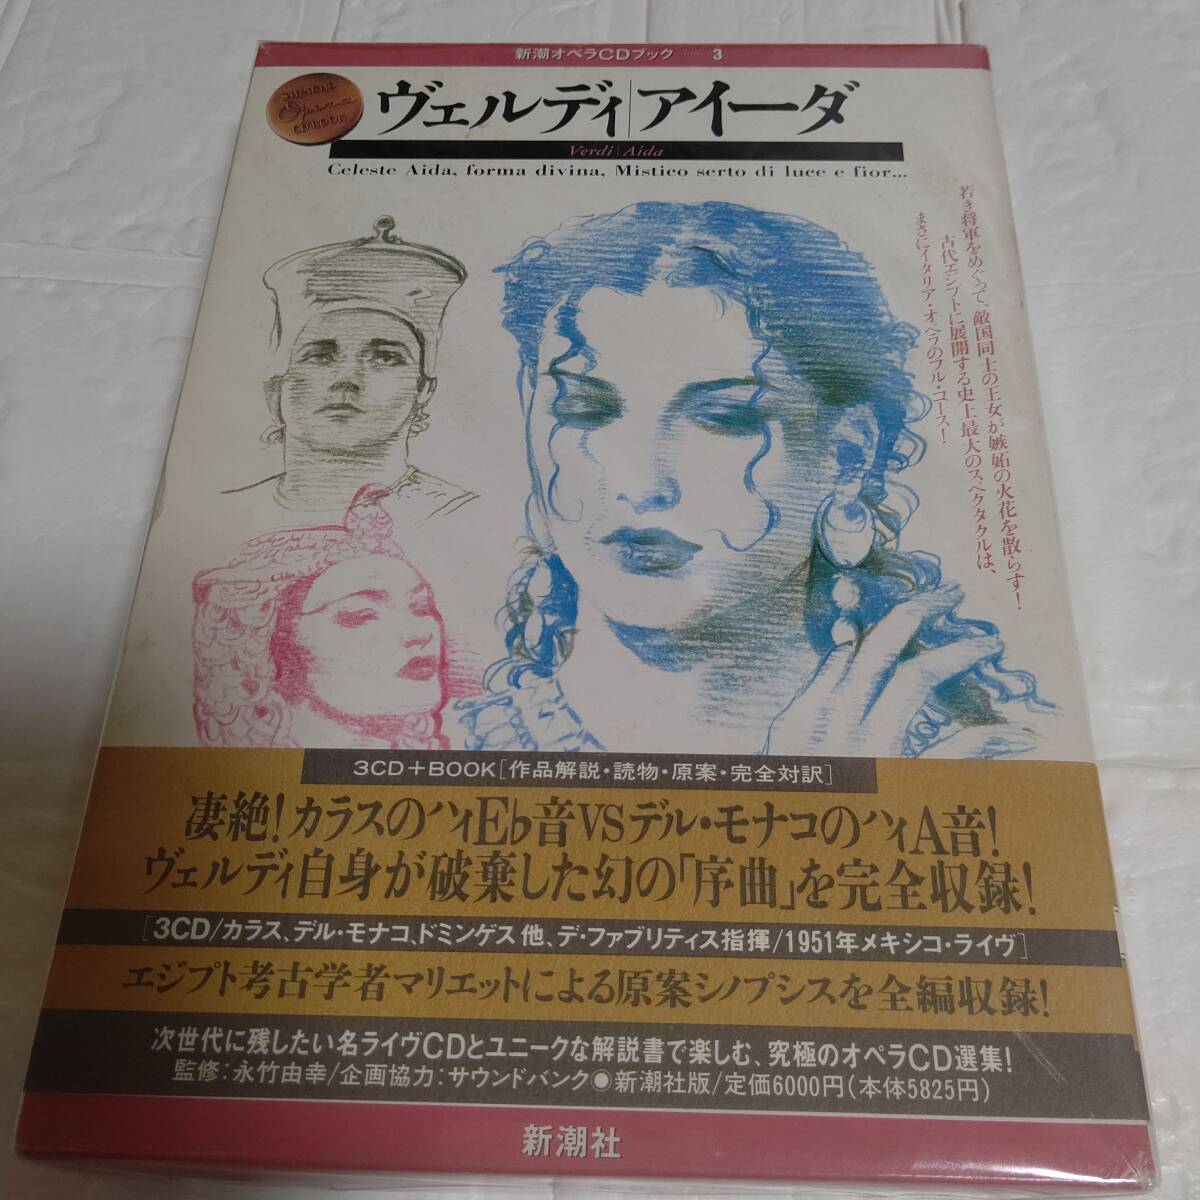 新潮オペラCDブック………3
SHINCHO
Opera
CD BOOK
ヴェルディ|アイーダ
Verdi|Aida
Celeste Aida, forma divina, Mistico serto di luce e fior...
若き将軍をめぐって、敵国同士の王女が嫉妬の火花を散らす！
古代エジプトに展開する史上最大のスペクタクルは、
まさにイタリア・オペラのフル・コース！
3CD＋BOOK［作品解説・読物・原案・完全対訳］
凄絶！カラスのハイE♭音VSデル・モナコのハイA音！
ヴェルディ自身が破棄した幻の「序曲」を完全収録！
［3CD/カラス、デル・モナコ、ドミンゲス他、デ・ファブリティス指揮/1951年メキシコ・ライヴ］
エジプト考古学者マリエットによる原案シノプシスを全編収録！
次世代に残したい名ライヴCDとユニークな解説書で楽しむ、究極のオペラCD選集！
監修：永竹由幸/企画協力：サウンドバンク●新潮社版/定価6000円（本体5825円）
新潮社